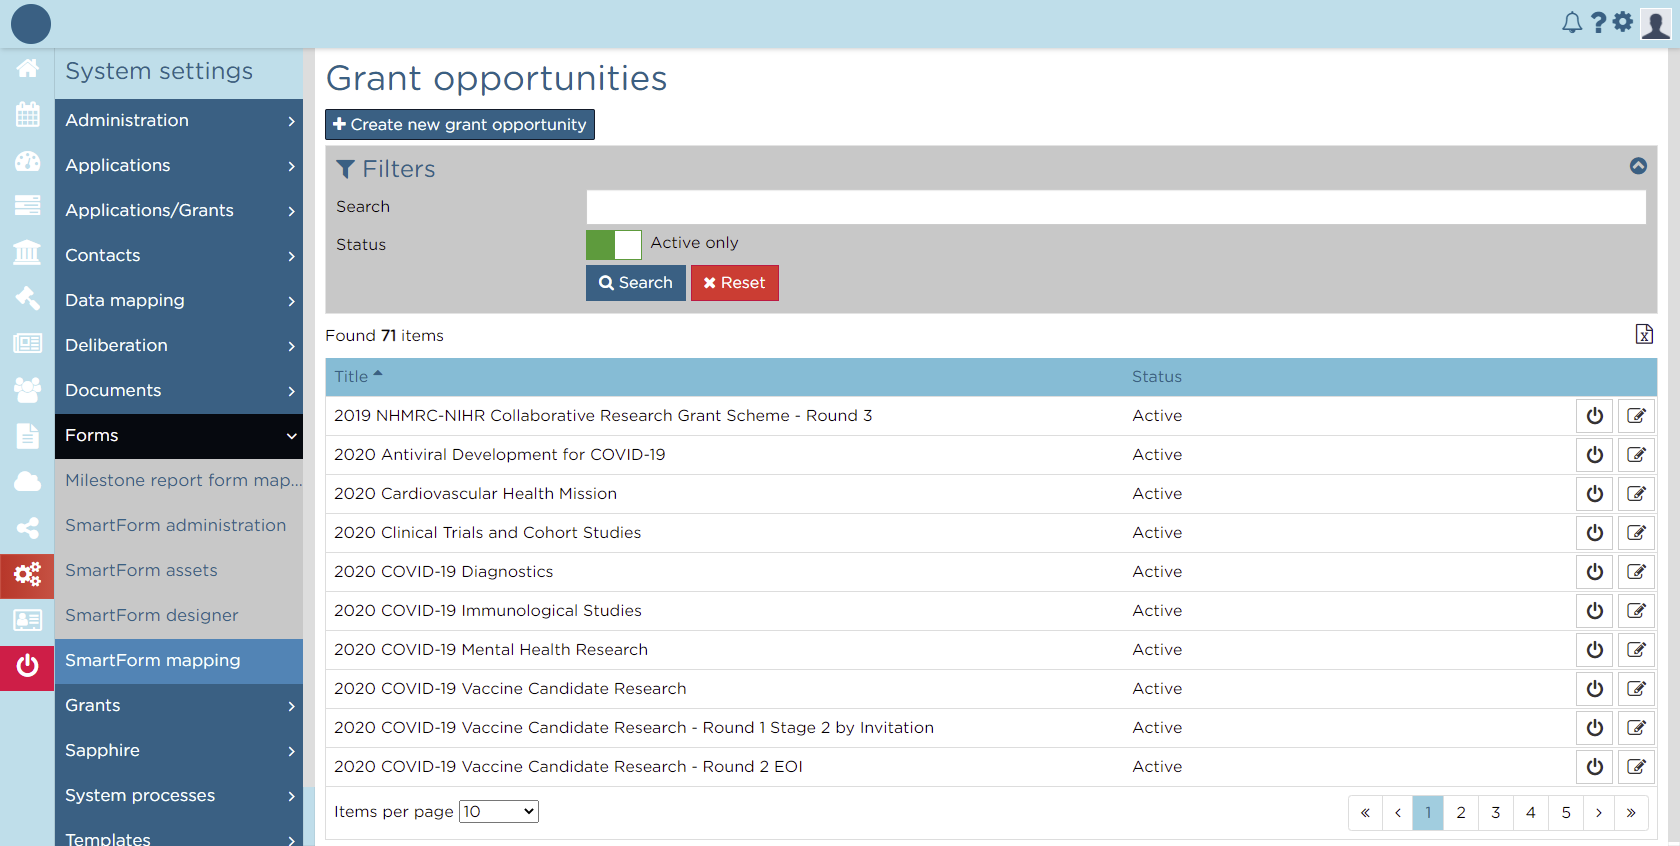 System settings
Administration
Applications
Applications/Grants
Contacts
Data mapping
Deliberation
Documents
Forms
Milestone report form map...
SmartForm administration
SmartForm assets
SmartForm designer
SmartForm mapping
Grants
Sapphire
System processes
Templates
Grant opportunities
Create new grant opportunity
Filters
Search
Status
Active only
Search Reset
Found 71 items
Title Status
2019 NHMRC-NIHR Collaborative Research Grant Scheme - Round 3 Active
2020 Antiviral Development for COVID-19 Active
2020 Cardiovascular Health Mission Active
2020 Clinical Trials and Cohort Studies Active
2020 COVID-19 Diagnostics Active
2020 COVID-19 Immunological Studies Active
2020 COVID-19 Mental Health Research Active
2020 COVID-19 Vaccine Candidate Research Active
2020 COVID-19 Vaccine Candidate Research - Round 1 Stage 2 by Invitation Active
2020 COVID-19 Vaccine Candidate Research - Round 2 EOI Active
Items per page 10
« ‹ 1 2 3 4 5 › »